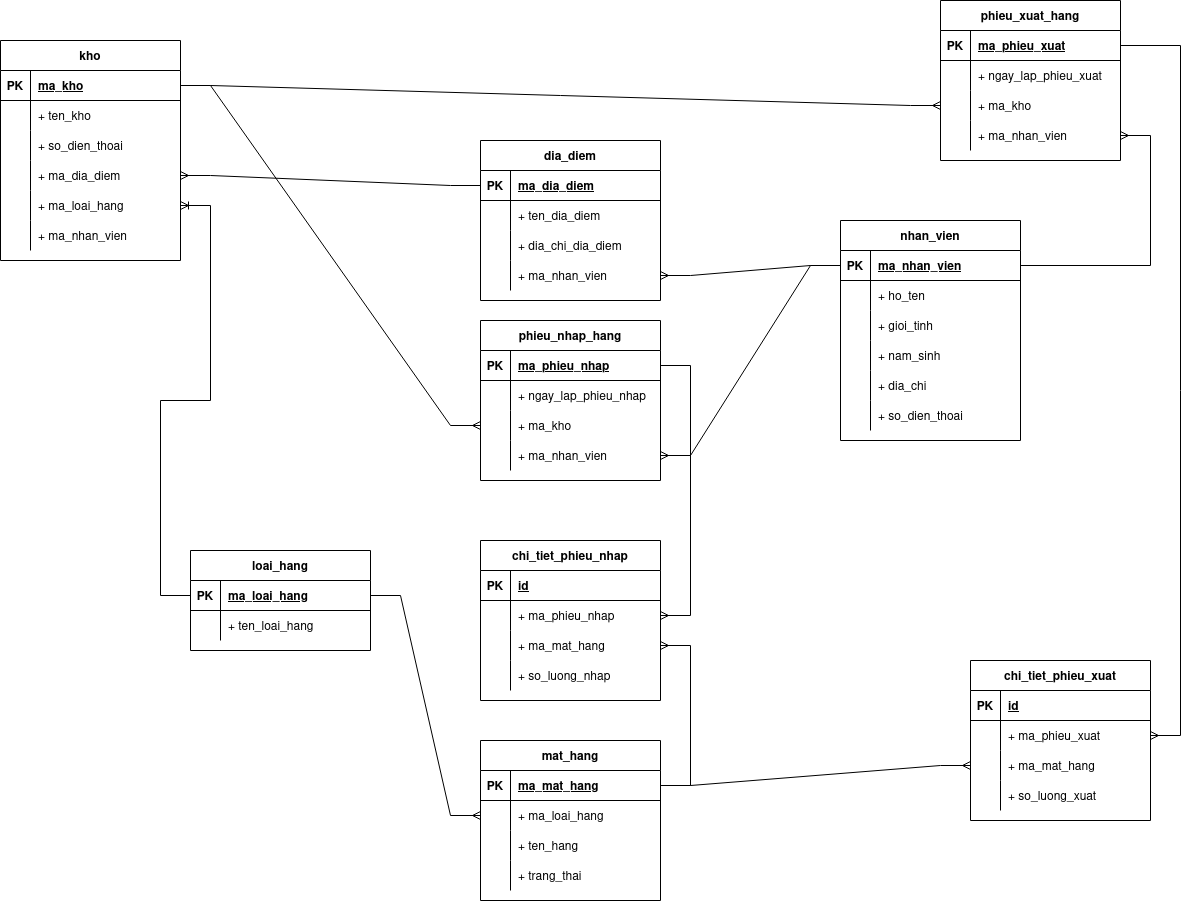 kho
PK ma_kho
+ ten_kho
+ so_dien_thoai
+ ma_dia_diem
+ ma_loai_hang
+ ma_nhan_vien
phieu_xuat_hang
PK ma_phieu_xuat
+ ngay_lap_phieu_xuat
+ ma_kho
+ ma_nhan_vien
dia_diem
PK ma_dia_diem
+ ten_dia_diem
+ dia_chi_dia_diem
+ ma_nhan_vien
nhan_vien
PK ma_nhan_vien
+ ho_ten
+ gioi_tinh
+ nam_sinh
+ dia_chi
+ so_dien_thoai
phieu_nhap_hang
PK ma_phieu_nhap
+ ngay_lap_phieu_nhap
+ ma_kho
+ ma_nhan_vien
loai_hang
PK ma_loai_hang
+ ten_loai_hang
chi_tiet_phieu_nhap
PK id
+ ma_phieu_nhap
+ ma_mat_hang
+ so_luong_nhap
chi_tiet_phieu_xuat
PK id
+ ma_phieu_xuat
+ ma_mat_hang
+ so_luong_xuat
mat_hang
PK ma_mat_hang
+ ma_loai_hang
+ ten_hang
+ trang_thai